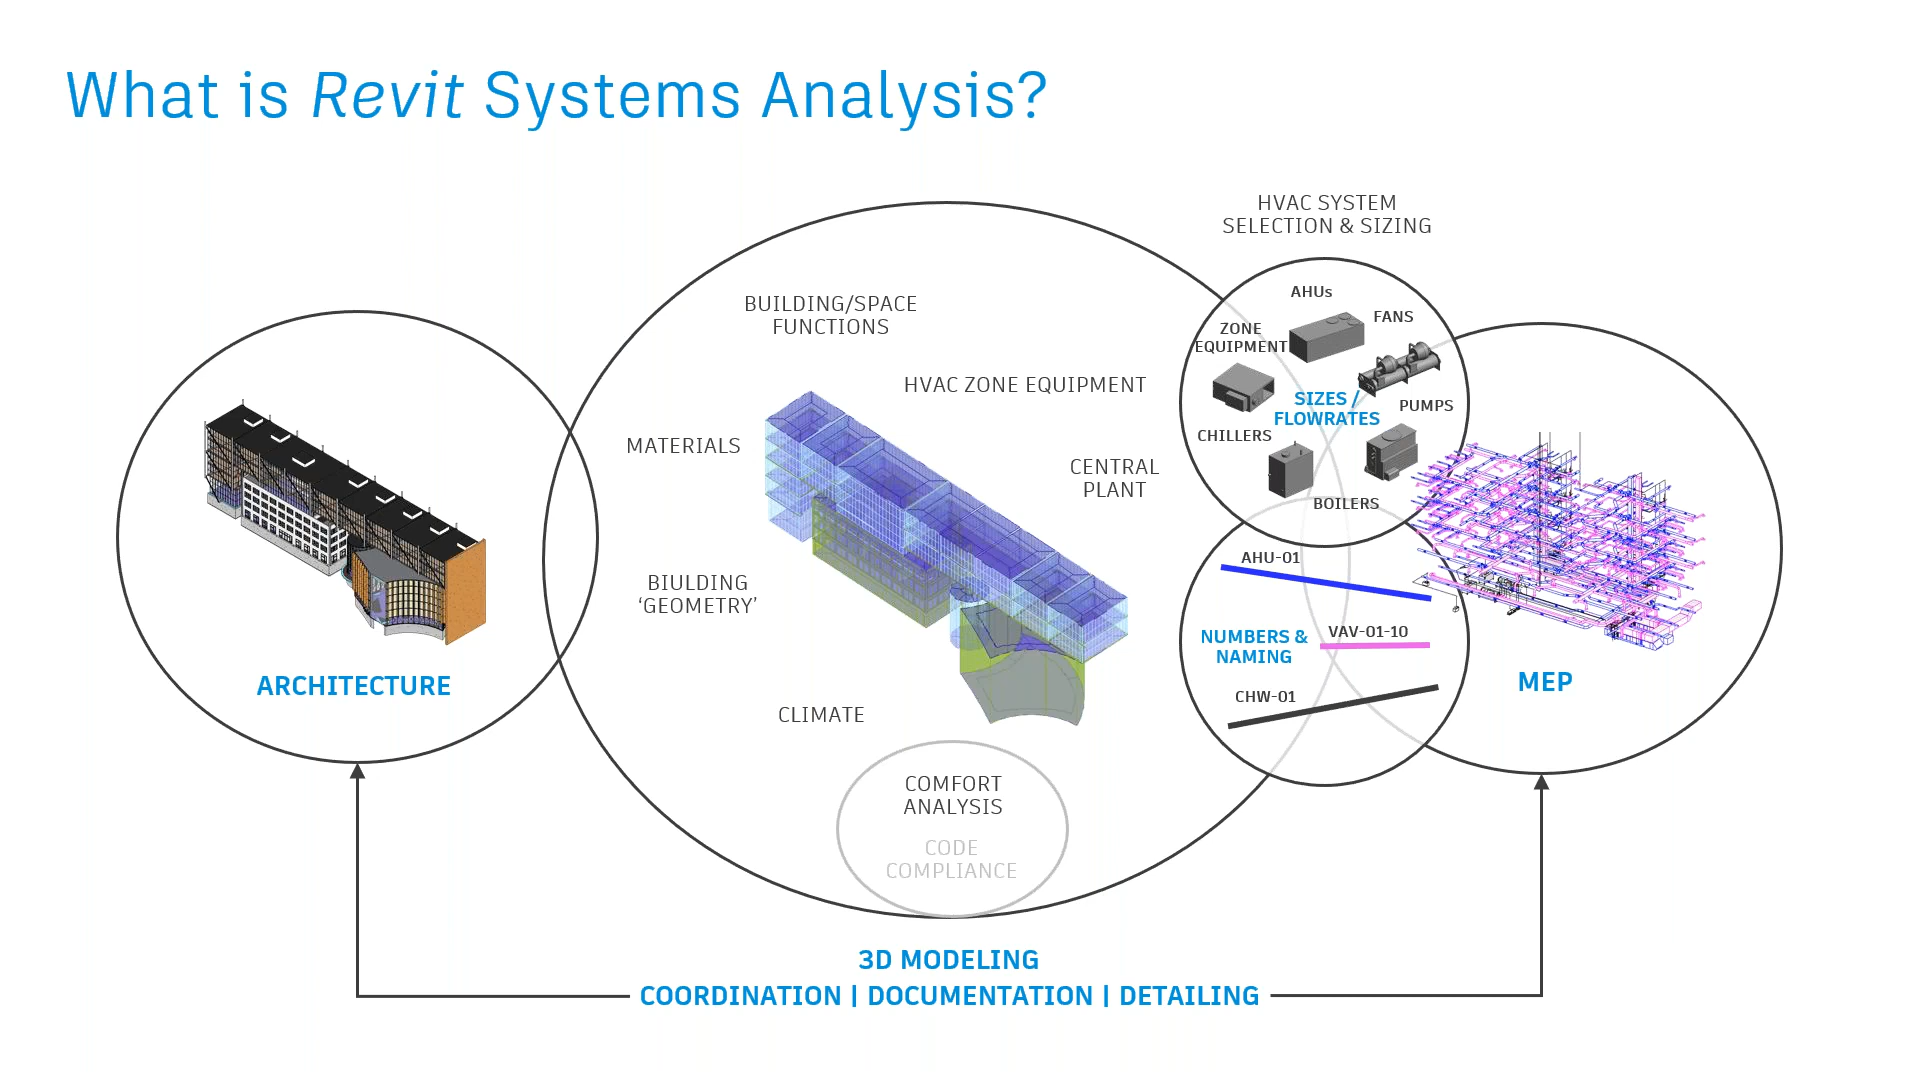 What is Revit Systems Analysis?
HVAC SYSTEM
SELECTION & SIZING
BUILDING/SPACE
FUNCTIONS
HVAC ZONE EQUIPMENT
MATERIALS
CENTRAL
PLANT
BIULDING
‘GEOMETRY’
CLIMATE
COMFORT
ANALYSIS
CODE
COMPLIANCE
AHUs
FANS
ZONE
EQUIPMENT
SIZES /
FLOWRATES
PUMPS
CHILLERS
BOILERS
AHU-01
NUMBERS &
NAMING
VAV-01-10
CHW-01
ARCHITECTURE
MEP
3D MODELING
COORDINATION | DOCUMENTATION | DETAILING